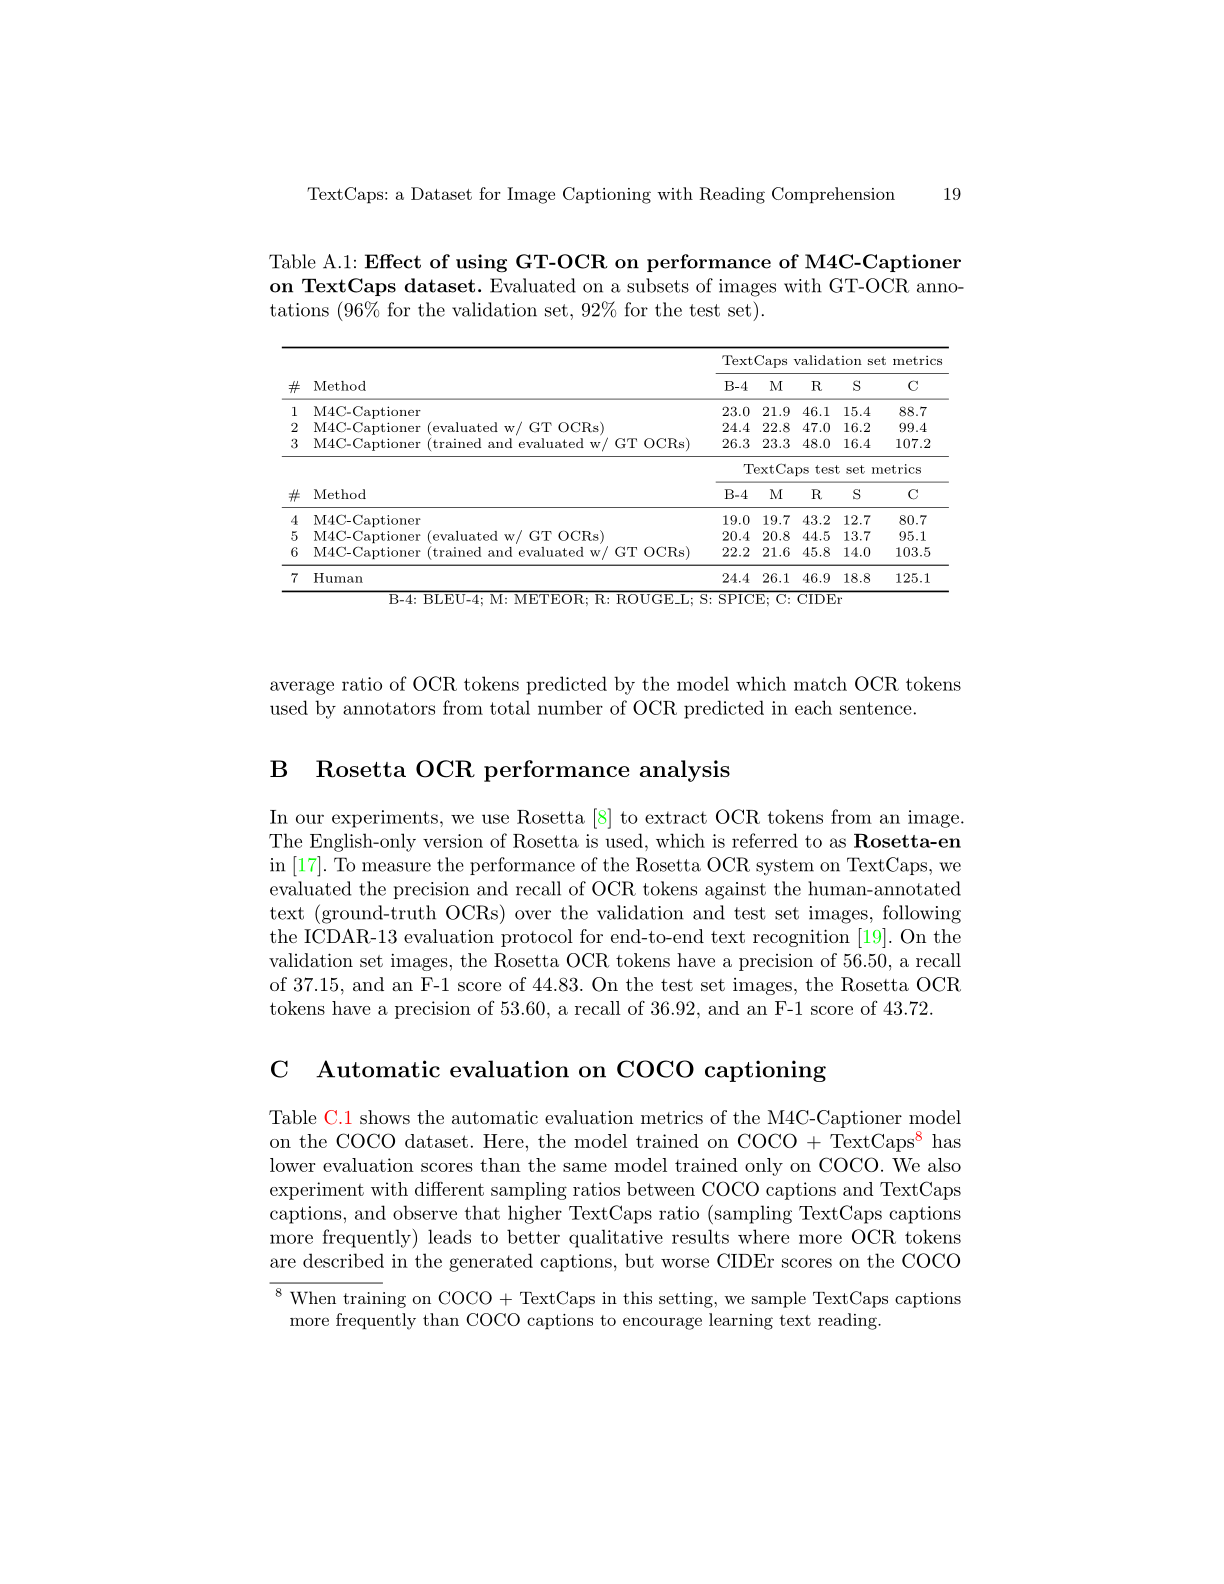 TextCaps: a Dataset for Image Captioning with Reading Comprehension 19
Table A.1: Effect of using GT-OCR on performance of M4C-Captioner
on TextCaps dataset. Evaluated on a subsets of images with GT-OCR anno-
tations (96% for the validation set, 92% for the test set).
TextCaps validation set metrics
# Method B-4 M R S C
1 M4C-Captioner 23.0 21.9 46.1 15.4 88.7
2 M4C-Captioner (evaluated w/ GT OCRs) 24.4 22.8 47.0 16.2 99.4
3 M4C-Captioner (trained and evaluated w/ GT OCRs) 26.3 23.3 48.0 16.4 107.2
TextCaps test set metrics
# Method B-4 M R S C
4 M4C-Captioner 19.0 19.7 43.2 12.7 80.7
5 M4C-Captioner (evaluated w/ GT OCRs) 20.4 20.8 44.5 13.7 95.1
6 M4C-Captioner (trained and evaluated w/ GT OCRs) 22.2 21.6 45.8 14.0 103.5
7 Human 24.4 26.1 46.9 18.8 125.1
B-4: BLEU-4; M: METEOR; R: ROUGE_L; S: SPICE; C: CIDEr
average ratio of OCR tokens predicted by the model which match OCR tokens
used by annotators from total number of OCR predicted in each sentence.
B Rosetta OCR performance analysis
In our experiments, we use Rosetta [8] to extract OCR tokens from an image.
The English-only version of Rosetta is used, which is referred to as Rosetta-en
in [17]. To measure the performance of the Rosetta OCR system on TextCaps, we
evaluated the precision and recall of OCR tokens against the human-annotated
text (ground-truth OCRs) over the validation and test set images, following
the ICDAR-13 evaluation protocol for end-to-end text recognition [19]. On the
validation set images, the Rosetta OCR tokens have a precision of 56.50, a recall
of 37.15, and an F-1 score of 44.83. On the test set images, the Rosetta OCR
tokens have a precision of 53.60, a recall of 36.92, and an F-1 score of 43.72.
C Automatic evaluation on COCO captioning
Table C.1 shows the automatic evaluation metrics of the M4C-Captioner model
on the COCO dataset. Here, the model trained on COCO + TextCaps8 has
lower evaluation scores than the same model trained only on COCO. We also
experiment with different sampling ratios between COCO captions and TextCaps
captions, and observe that higher TextCaps ratio (sampling TextCaps captions
more frequently) leads to better qualitative results where more OCR tokens
are described in the generated captions, but worse CIDEr scores on the COCO
8 When training on COCO + TextCaps in this setting, we sample TextCaps captions
more frequently than COCO captions to encourage learning text reading.